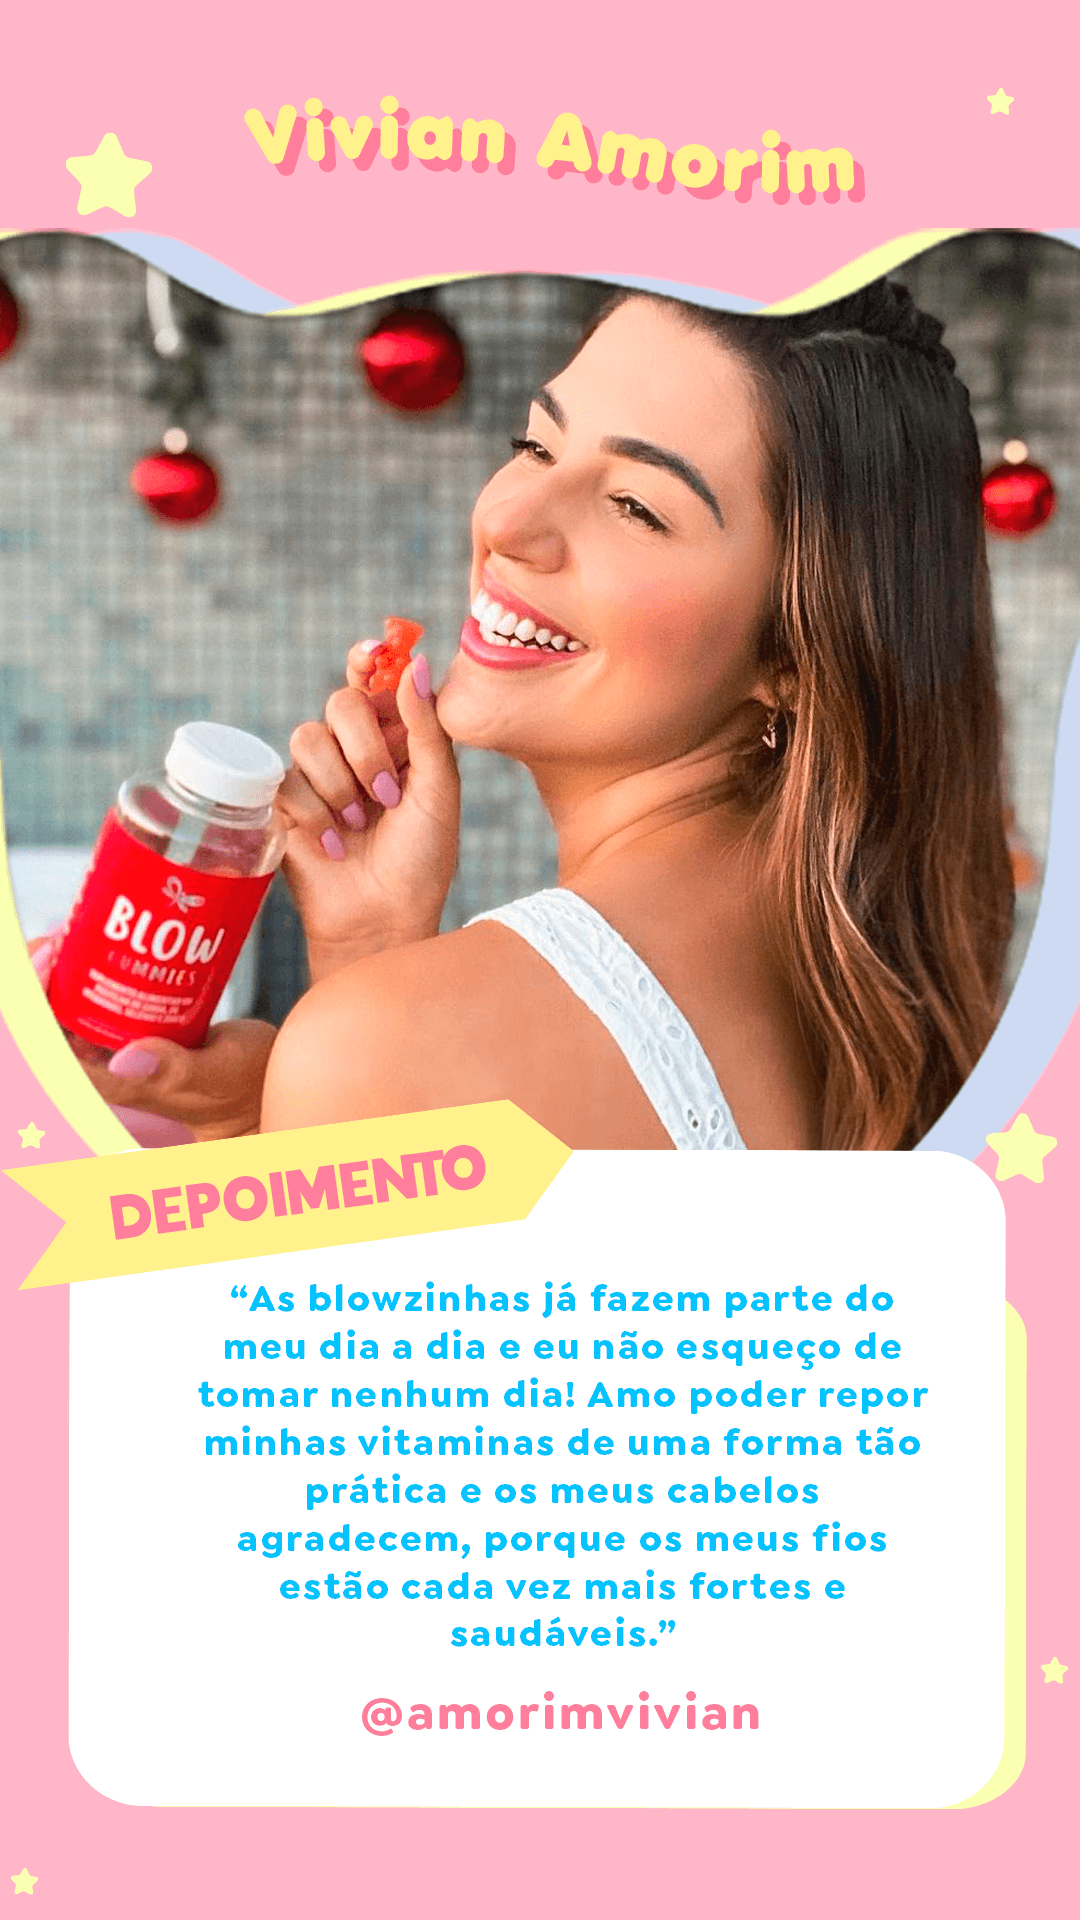 Vivian Amorim
BLOW
GUMMIES
DEPOIMENTO
“As blowzinhas já fazem parte do
meu dia a dia e eu não esqueço de
tomar nenhum dia! Amo poder repor
minhas vitaminas de uma forma tão
prática e os meus cabelos
agradecem, porque os meus fios
estão cada vez mais fortes e
saudáveis.”
@amorimvivian